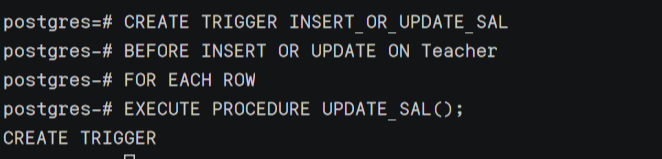 postgres=# CREATE TRIGGER INSERT_OR_UPDATE_SAL
postgres-# BEFORE INSERT OR UPDATE ON Teacher
postgres-# FOR EACH ROW
postgres-# EXECUTE PROCEDURE UPDATE_SAL();
CREATE TRIGGER